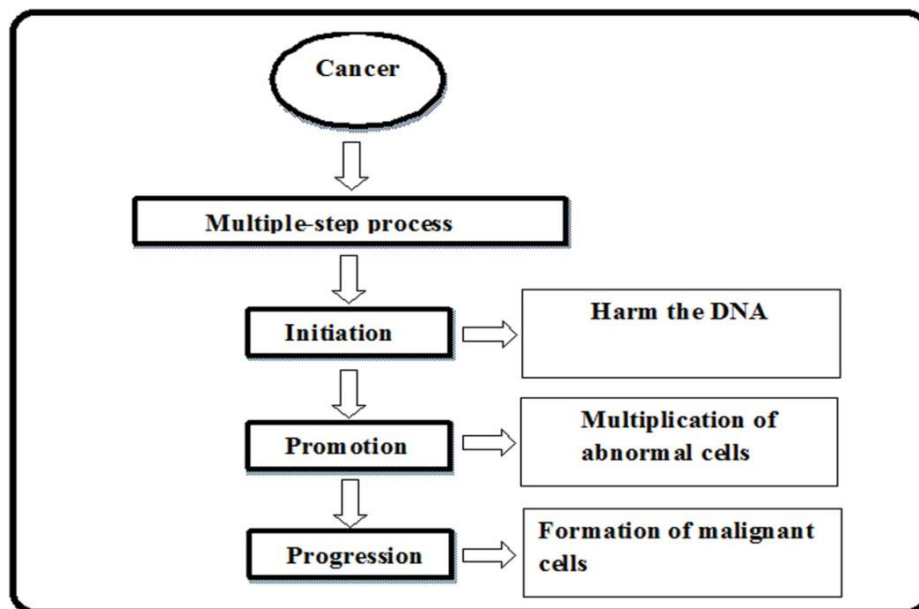 Cancer
Multiple-step process
Initiation
Harm the DNA
Promotion
Multiplication of
abnormal cells
Progression
Formation of malignant
cells